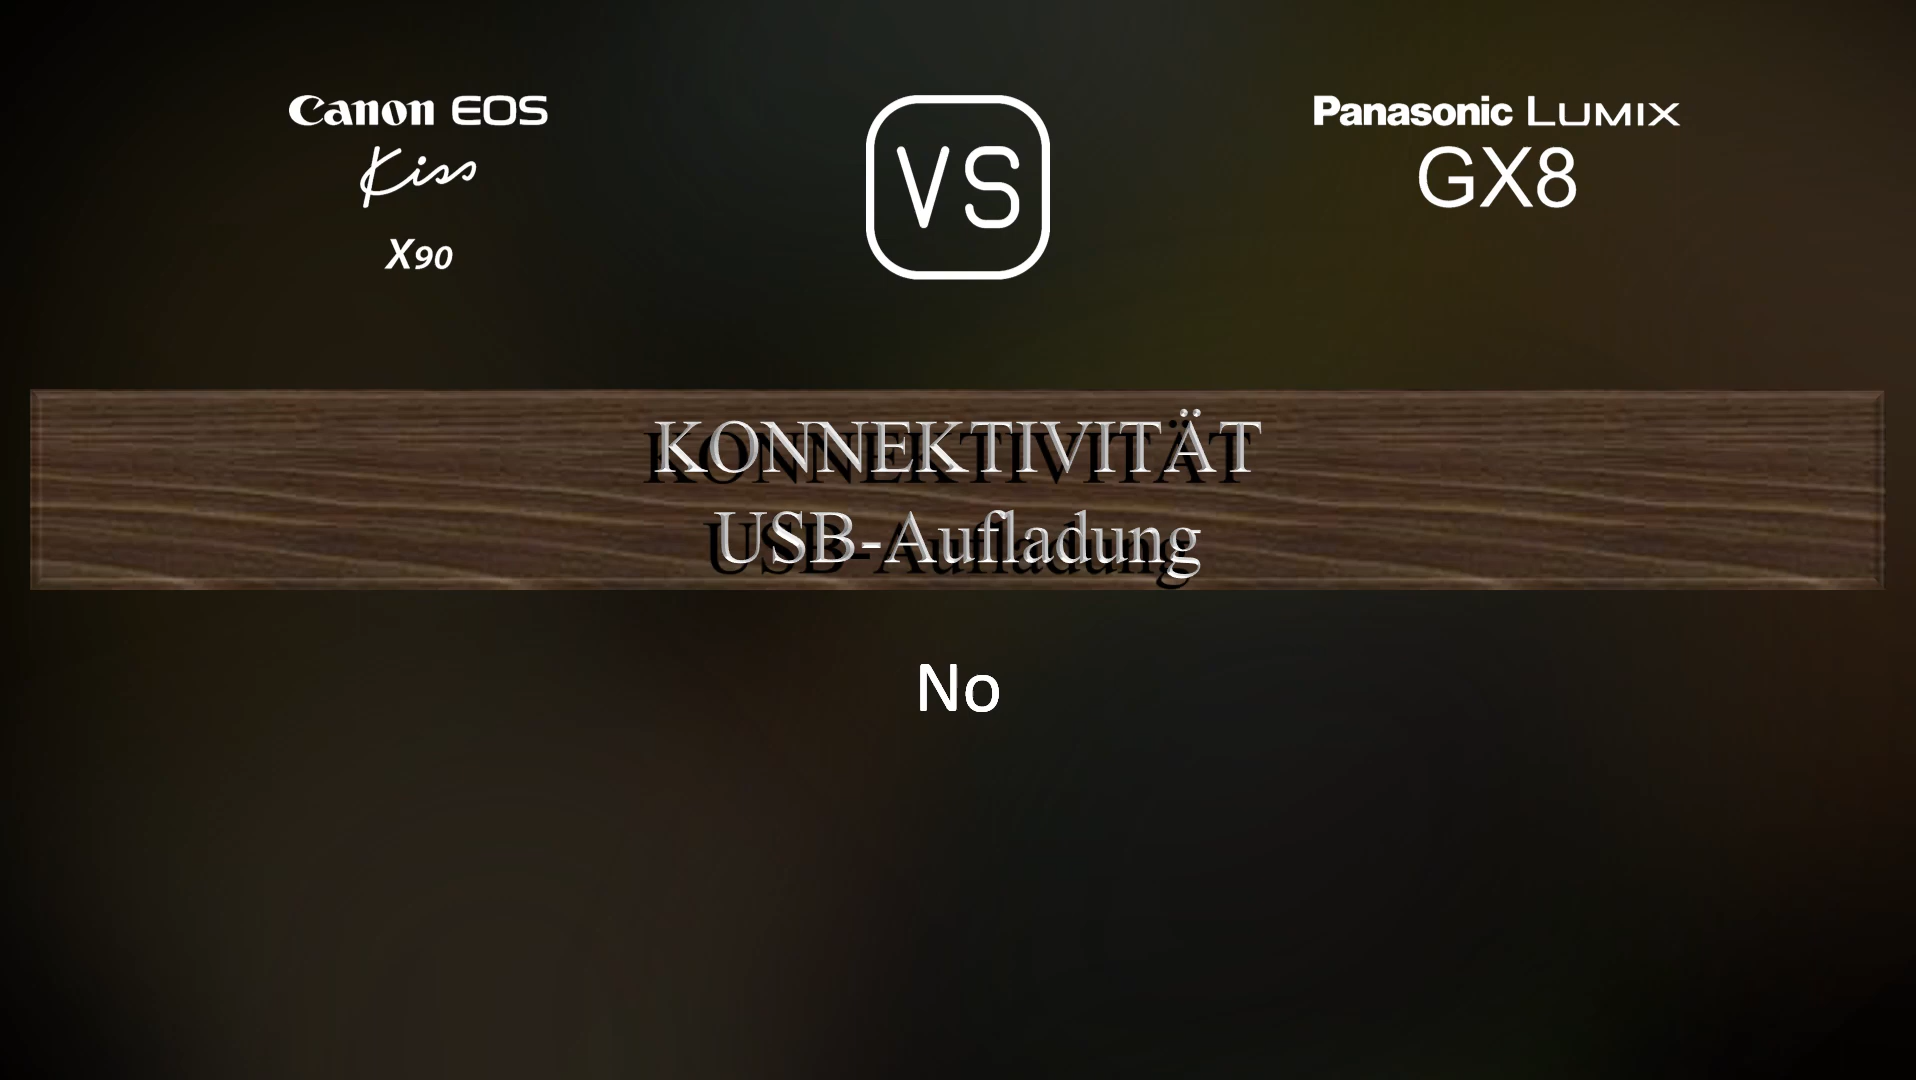 Canon EOS
Kiss
X90
VS
Panasonic LUMIX
GX8
KONNEKTIVITÄT
USB-Aufladung
No